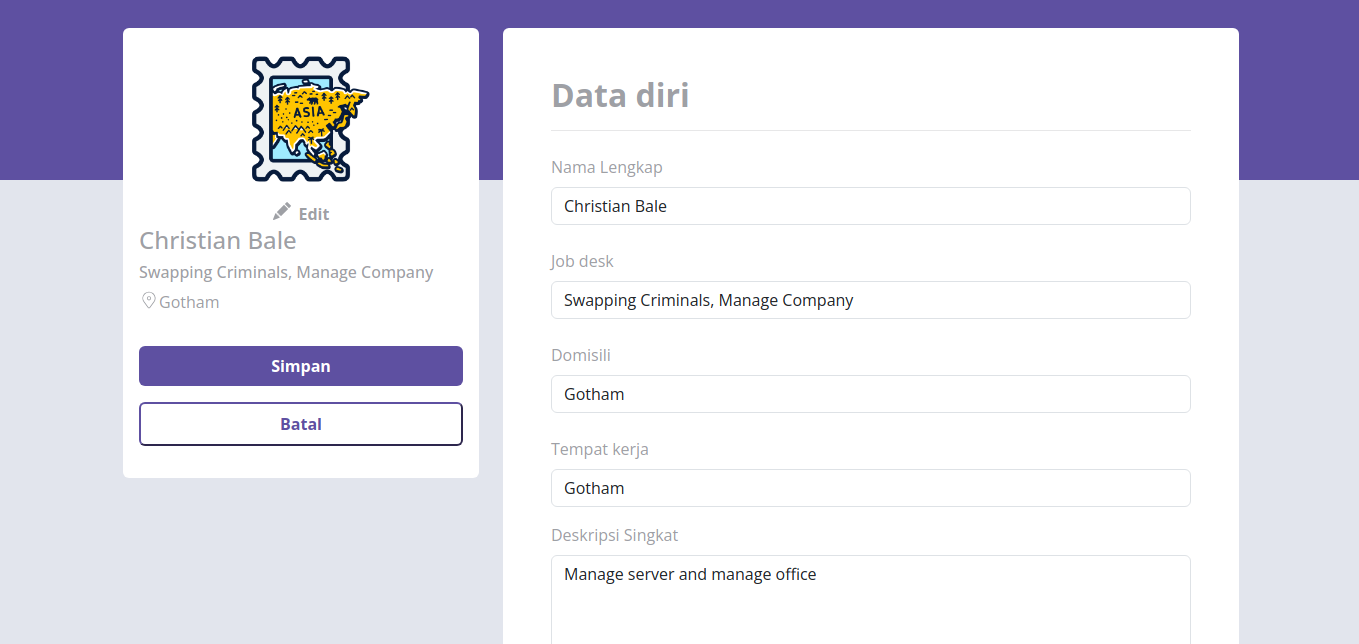 ASIA
Edit
Christian Bale
Swapping Criminals, Manage Company
Gotham
Simpan
Batal
Data diri
Nama Lengkap
Christian Bale
Job desk
Swapping Criminals, Manage Company
Domisili
Gotham
Tempat kerja
Gotham
Deskripsi Singkat
Manage server and manage office